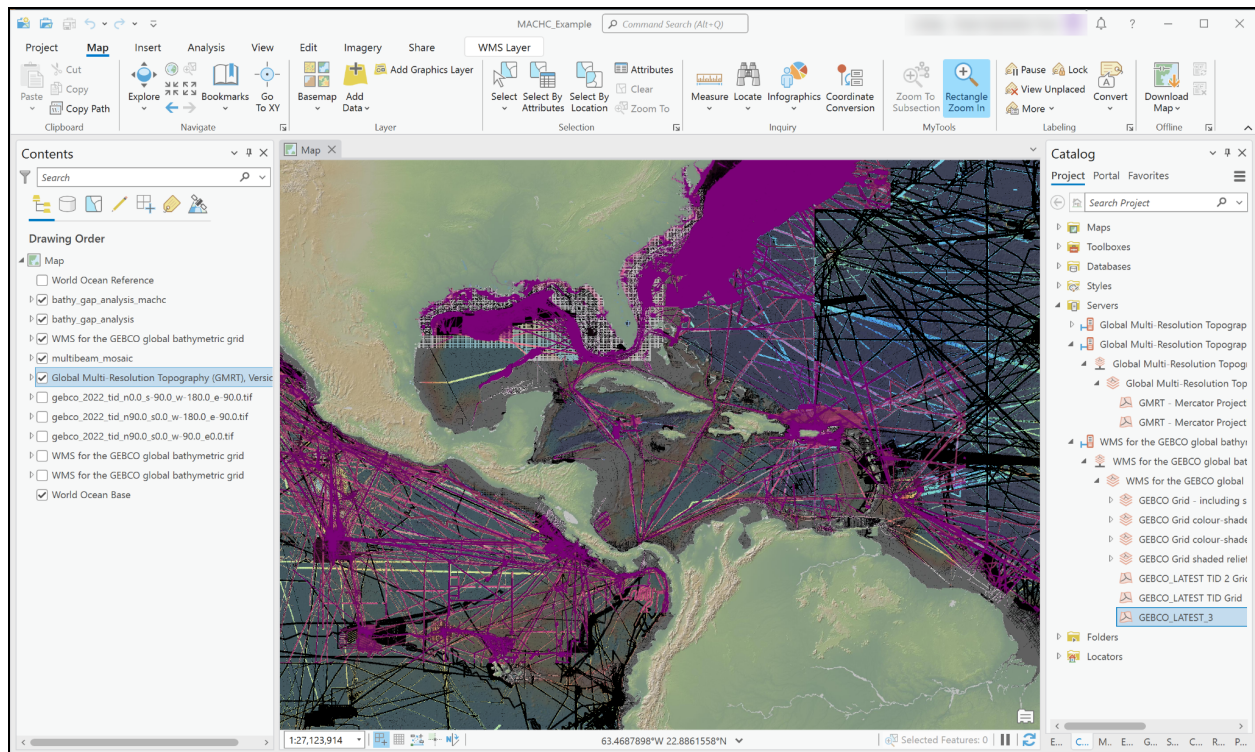 MACHC_Example
Command Search (Alt+Q)
?
Project Map Insert Analysis View Edit Imagery Share WMS Layer
Paste
Cut
Copy
Copy Path
Clipboard
Explore
Bookmarks
Go To XY
Navigate
Basemap
Add Data
Add Graphics Layer
Layer
Select
Select By Attributes
Select By Location
Attributes
Clear
Zoom To
Selection
Measure
Locate
Infographics
Coordinate Conversion
Inquiry
Zoom To Subsection
Rectangle Zoom In
MyTools
Pause
Lock
View Unplaced
More
Convert
Labeling
Download Map
Offline
Contents
Search
Drawing Order
Map
World Ocean Reference
bathy_gap_analysis_machc
bathy_gap_analysis
WMS for the GEBCO global bathymetric grid
multibeam_mosaic
Global Multi-Resolution Topography (GMRT), Versic
gebco_2022_tid_n0.0_s-90.0_w-180.0_e-90.0.tif
gebco_2022_tid_n90.0_s0.0_w-180.0_e-90.0.tif
gebco_2022_tid_n90.0_s0.0_w-90.0_e0.0.tif
WMS for the GEBCO global bathymetric grid
WMS for the GEBCO global bathymetric grid
World Ocean Base
Map
1:27,123,914
63.4687898°W 22.8861558°N
Selected Features: 0
Catalog
Project Portal Favorites
Search Project
Maps
Toolboxes
Databases
Styles
Servers
Global Multi-Resolution Topograp
Global Multi-Resolution Topograp
Global Multi-Resolution Topogr
Global Multi-Resolution Top
GMRT - Mercator Project
GMRT - Mercator Project
WMS for the GEBCO global bathym
WMS for the GEBCO global bat
WMS for the GEBCO global
GEBCO Grid - including s
GEBCO Grid colour-shade
GEBCO Grid colour-shade
GEBCO Grid shaded relief
GEBCO_LATEST TID 2 Grid
GEBCO_LATEST TID Grid
GEBCO_LATEST_3
Folders
Locators
E... C... M... E... G... S... C... R... P...